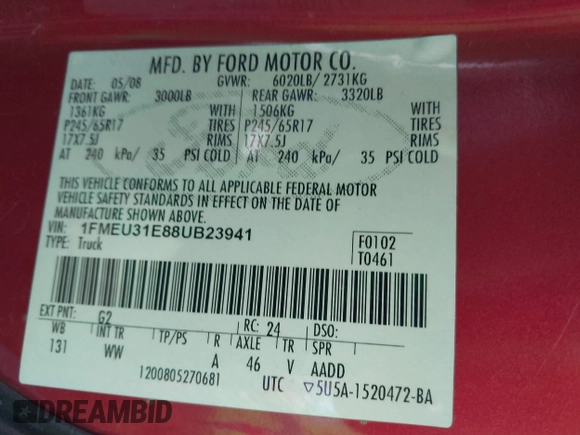 MFD. BY FORD MOTOR CO.
DATE: 05/08 GVWR: 6020LB/ 2731KG
FRONT GAWR: 3000LB REAR GAWR: 3320LB
1361KG WITH 1506KG WITH
P245/65R17 TIRES P245/65R17 TIRES
17X7.5J RIMS 17X7.5J RIMS
AT 240 kPa/ 35 PSI COLD AT 240 kPa/ 35 PSI COLD
THIS VEHICLE CONFORMS TO ALL APPLICABLE FEDERAL MOTOR
VEHICLE SAFETY STANDARDS IN EFFECT ON THE DATE OF
MANUFACTURE SHOWN ABOVE.
VIN: 1FMEU31E88UB23941
TYPE: Truck
F0102
T0461
EXT PNT: G2 RC: 24 DSO:
WB INT TR TP/PS R AXLE TR SPR
131 WW A 46 V AADD
1200805270681 UTC ▽5U5A-1520472-BA
DREAMBID